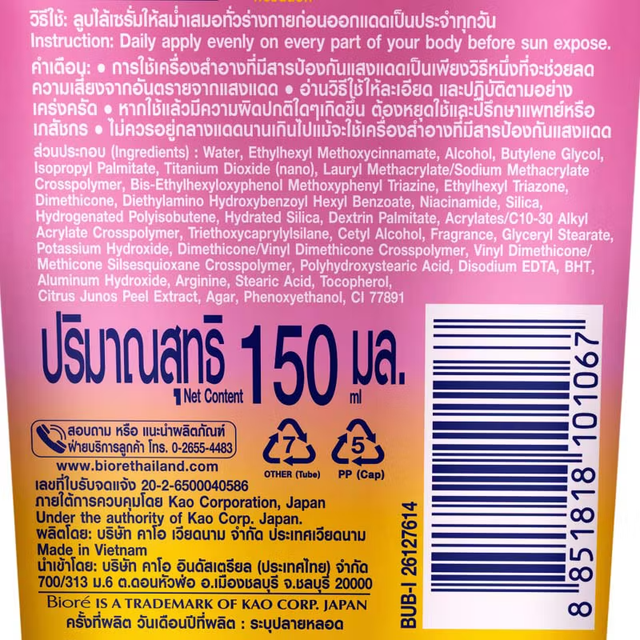 วิธีใช้: ลูบไล้เซรั่มให้สม่ำเสมอทั่วร่างกายก่อนออกแดดเป็นประจำทุกวัน
Instruction: Daily apply evenly on every part of your body before sun expose.
คำเตือน: • การใช้เครื่องสำอางที่มีสารป้องกันแสงแดดเป็นเพียงวิธีหนึ่งที่จะช่วยลด
ความเสี่ยงจากอันตรายจากแสงแดด • อ่านวิธีใช้ให้ละเอียด และปฏิบัติตามอย่าง
เคร่งครัด • หากใช้แล้วมีความผิดปกติใดๆเกิดขึ้น ต้องหยุดใช้และปรึกษาแพทย์หรือ
เภสัชกร • ไม่ควรอยู่กลางแดดนานเกินไปแม้จะใช้เครื่องสำอางที่มีสารป้องกันแสงแดด
ส่วนประกอบ (Ingredients) : Water, Ethylhexyl Methoxycinnamate, Alcohol, Butylene Glycol,
Isopropyl Palmitate, Titanium Dioxide (nano), Lauryl Methacrylate/Sodium Methacrylate
Crosspolymer, Bis-Ethylhexyloxyphenol Methoxyphenyl Triazine, Ethylhexyl Triazone,
Dimethicone, Diethylamino Hydroxybenzoyl Hexyl Benzoate, Niacinamide, Silica,
Hydrogenated Polyisobutene, Hydrated Silica, Dextrin Palmitate, Acrylates/C10-30 Alkyl
Acrylate Crosspolymer, Triethoxycaprylylsilane, Cetyl Alcohol, Fragrance, Glyceryl Stearate,
Potassium Hydroxide, Dimethicone/Vinyl Dimethicone Crosspolymer, Vinyl Dimethicone/
Methicone Silsesquioxane Crosspolymer, Polyhydroxystearic Acid, Disodium EDTA, BHT,
Aluminum Hydroxide, Arginine, Stearic Acid, Tocopherol,
Citrus Junos Peel Extract, Agar, Phenoxyethanol, CI 77891
ปริมาณสุทธิ 150 มล.
Net Content ml
สอบถาม หรือ แนะนำผลิตภัณฑ์
ฝ่ายบริการลูกค้า โทร. 0-2655-4483
www.biorethailand.com
7
OTHER (Tube)
5
PP (Cap)
เลขที่ใบรับจดแจ้ง 20-2-6500040586
ภายใต้การควบคุมโดย Kao Corporation, Japan
Under the authority of Kao Corp. Japan.
ผลิตโดย: บริษัท คาโอ เวียดนาม จำกัด ประเทศเวียดนาม
Made in Vietnam
นำเข้าโดย: บริษัท คาโอ อินดัสเตรียล (ประเทศไทย) จำกัด
700/313 ม.6 ต.ดอนหัวฬ่อ อ.เมืองชลบุรี จ.ชลบุรี 20000
Bioré IS A TRADEMARK OF KAO CORP. JAPAN
ครั้งที่ผลิต วันเดือนปีที่ผลิต : ระบุปลายหลอด
BUB-I 26127614
8 851818 101067